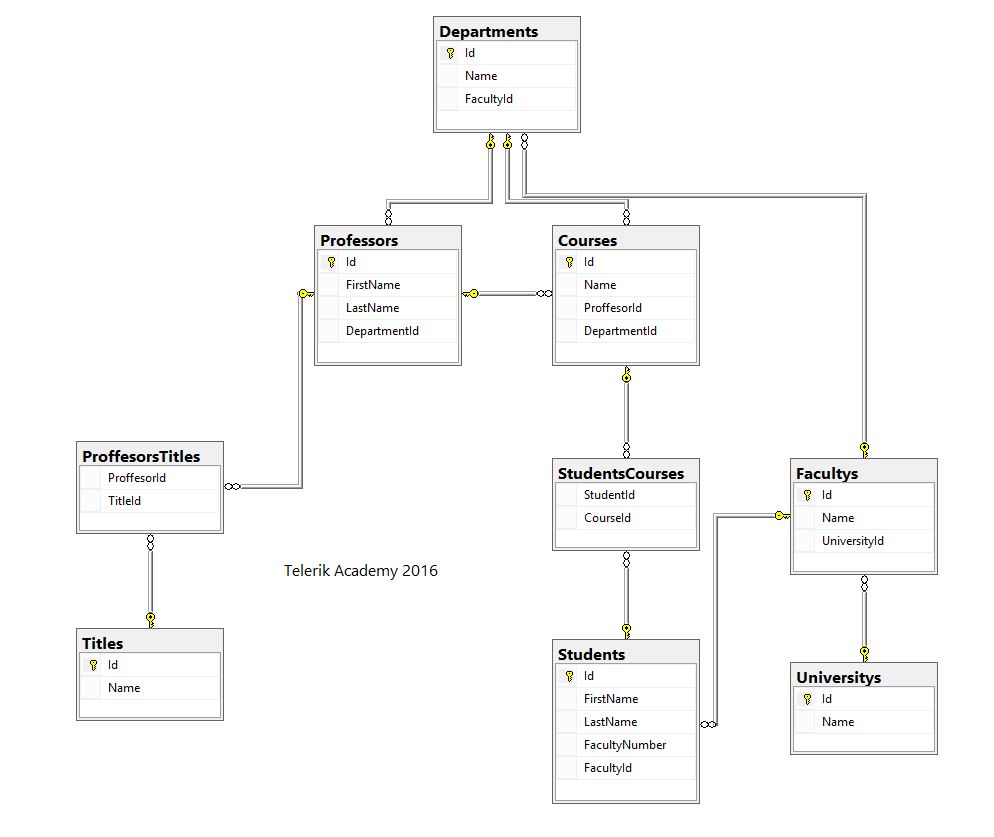 Departments
Id
Name
FacultyId
Professors
Id
FirstName
LastName
DepartmentId
Courses
Id
Name
ProffesorId
DepartmentId
ProffesorsTitles
ProffesorId
TitleId
StudentsCourses
StudentId
CourseId
Facultys
Id
Name
UniversityId
Telerik Academy 2016
Titles
Id
Name
Students
Id
FirstName
LastName
FacultyNumber
FacultyId
Universitys
Id
Name